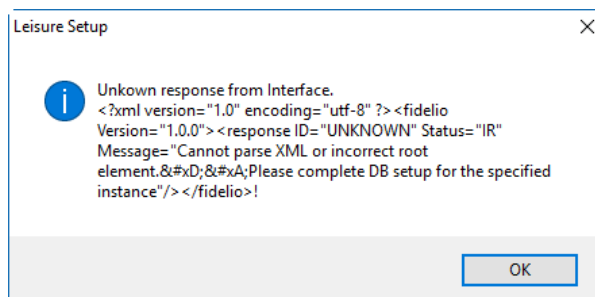 Leisure Setup
Unkown response from Interface.
<?xml version="1.0" encoding="utf-8" ?><fidelio
Version="1.0.0"><response ID="UNKNOWN" Status="IR"
Message="Cannot parse XML or incorrect root
element.&#xD;&#xA;Please complete DB setup for the specified
instance"/></fidelio>!
OK